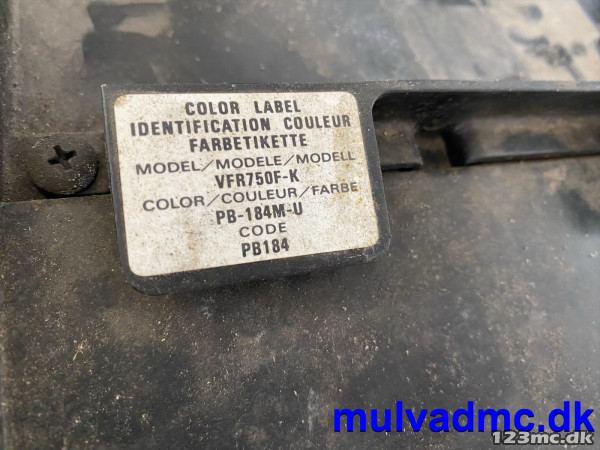 COLOR LABEL
IDENTIFICATION COULEUR
FARBETIKETTE
MODEL/MODELE/MODELL
VFR750F-K
COLOR/COULEUR/FARBE
PB-184M-U
CODE
PB184
mulvadmc.dk
123mc.dk